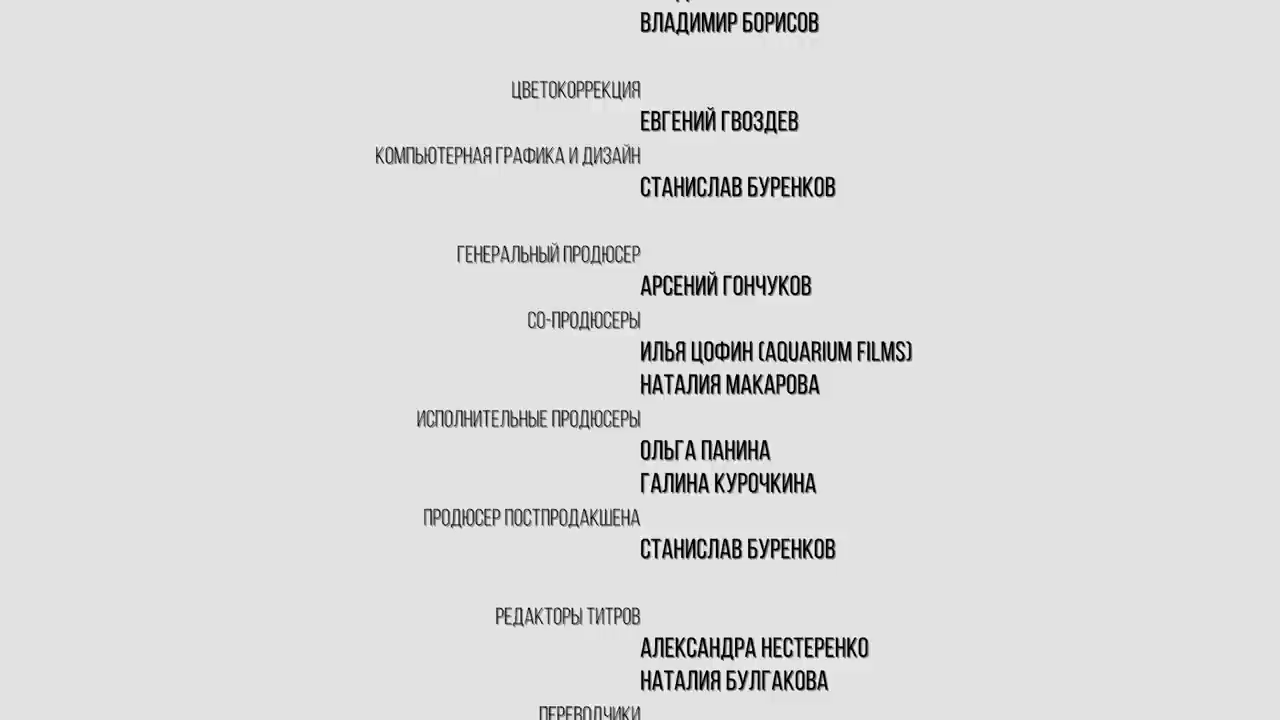 ВЛАДИМИР БОРИСОВ
ЦВЕТОКОРРЕКЦИЯ
ЕВГЕНИЙ ГВОЗДЕВ
КОМПЬЮТЕРНАЯ ГРАФИКА И ДИЗАЙН
СТАНИСЛАВ БУРЕНКОВ
ГЕНЕРАЛЬНЫЙ ПРОДЮСЕР
АРСЕНИЙ ГОНЧУКОВ
СО-ПРОДЮСЕРЫ
ИЛЬЯ ЦОФИН (AQUARIUM FILMS)
НАТАЛИЯ МАКАРОВА
ИСПОЛНИТЕЛЬНЫЕ ПРОДЮСЕРЫ
ОЛЬГА ПАНИНА
ГАЛИНА КУРОЧКИНА
ПРОДЮСЕР ПОСТПРОДАКШЕНА
СТАНИСЛАВ БУРЕНКОВ
РЕДАКТОРЫ ТИТРОВ
АЛЕКСАНДРА НЕСТЕРЕНКО
НАТАЛИЯ БУЛГАКОВА
ПЕРЕВОДЧИКИ